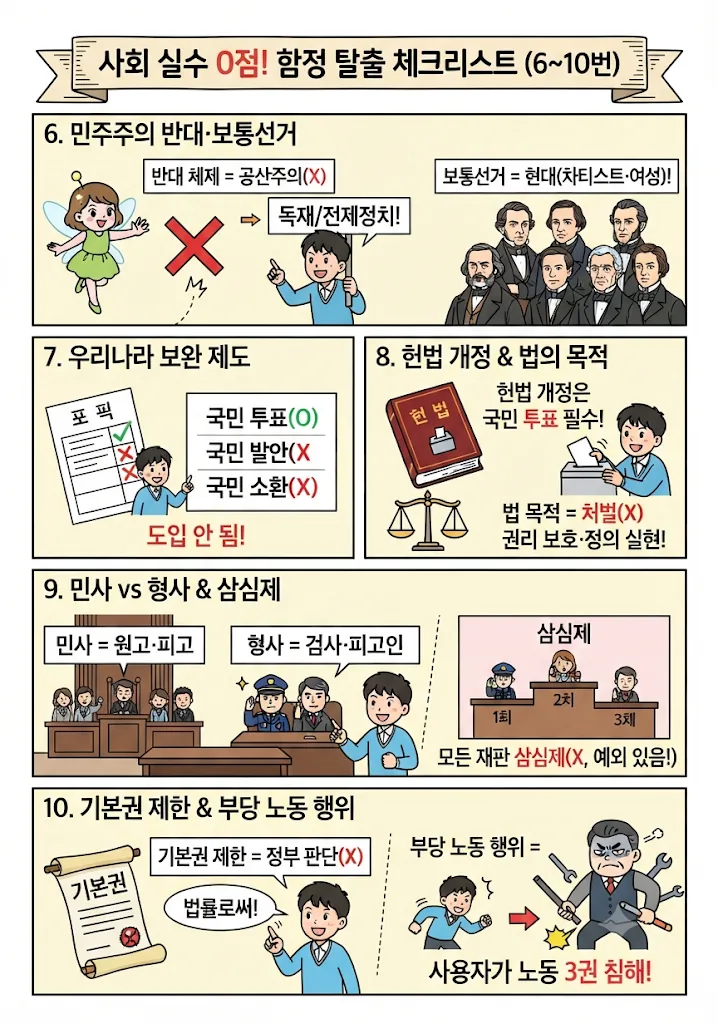 사회 실수 0점! 함정 탈출 체크리스트 (6~10번)
6. 민주주의 반대·보통선거
반대 체제 = 공산주의(X)
독재/전제정치!
보통선거 = 현대(차티스트·여성)!
7. 우리나라 보완 제도
포 픽
국민 투표(O)
국민 발안(X
국민 소환(X)
도입 안 됨!
8. 헌법 개정 & 법의 목적
헌법
헌법 개정은
국민 투표 필수!
법 목적 = 처벌(X)
권리 보호·정의 실현!
9. 민사 vs 형사 & 삼심제
민사 = 원고·피고
형사 = 검사·피고인
삼심제
모든 재판 삼심제(X, 예외 있음!)
10. 기본권 제한 & 부당 노동 행위
기본권
기본권 제한 = 정부 판단(X)
법률로써!
부당 노동 행위 =
사용자가 노동 3권 침해!